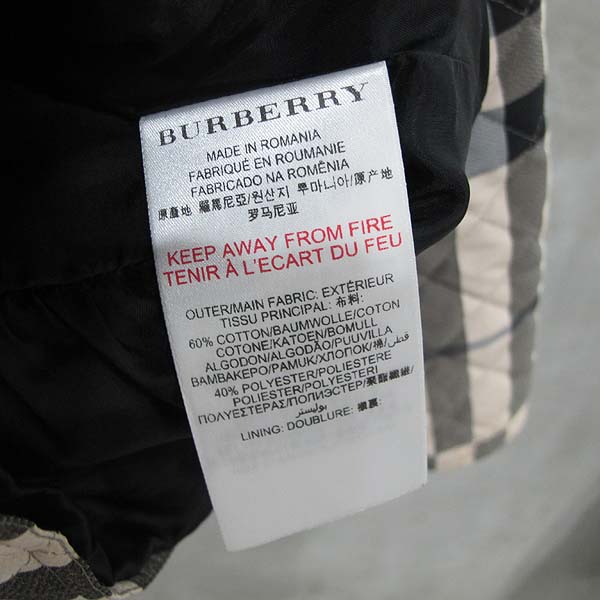 BURBERRY
MADE IN ROMANIA
FABRIQUÉ EN ROUMANIE
FABRICADO NA ROMÊNIA
原產地 羅馬尼亞/원산지 루마니아/原产地
罗马尼亚
KEEP AWAY FROM FIRE
TENIR À L'ECART DU FEU
OUTER/MAIN FABRIC: EXTÉRIEUR
TISSU PRINCIPAL: 布料:
60% COTTON/BAUMWOLLE/COTON
COTONE/KATOEN/BOMULL
ALGODON/ALGODÃO/PUUVILLA
ΒΑΜΒΑΚΕΡΟ/PAMUK/ХЛОПОК/棉/قطن
40% POLYESTER/POLIESTERE
POLIESTER/POLYESTERI
ΠΟΛΥΕΣΤΕΡΑΣ/ПОЛИЭСТЕР/聚酯纖維/
بوليستر
LINING: DOUBLURE: 襯裏: